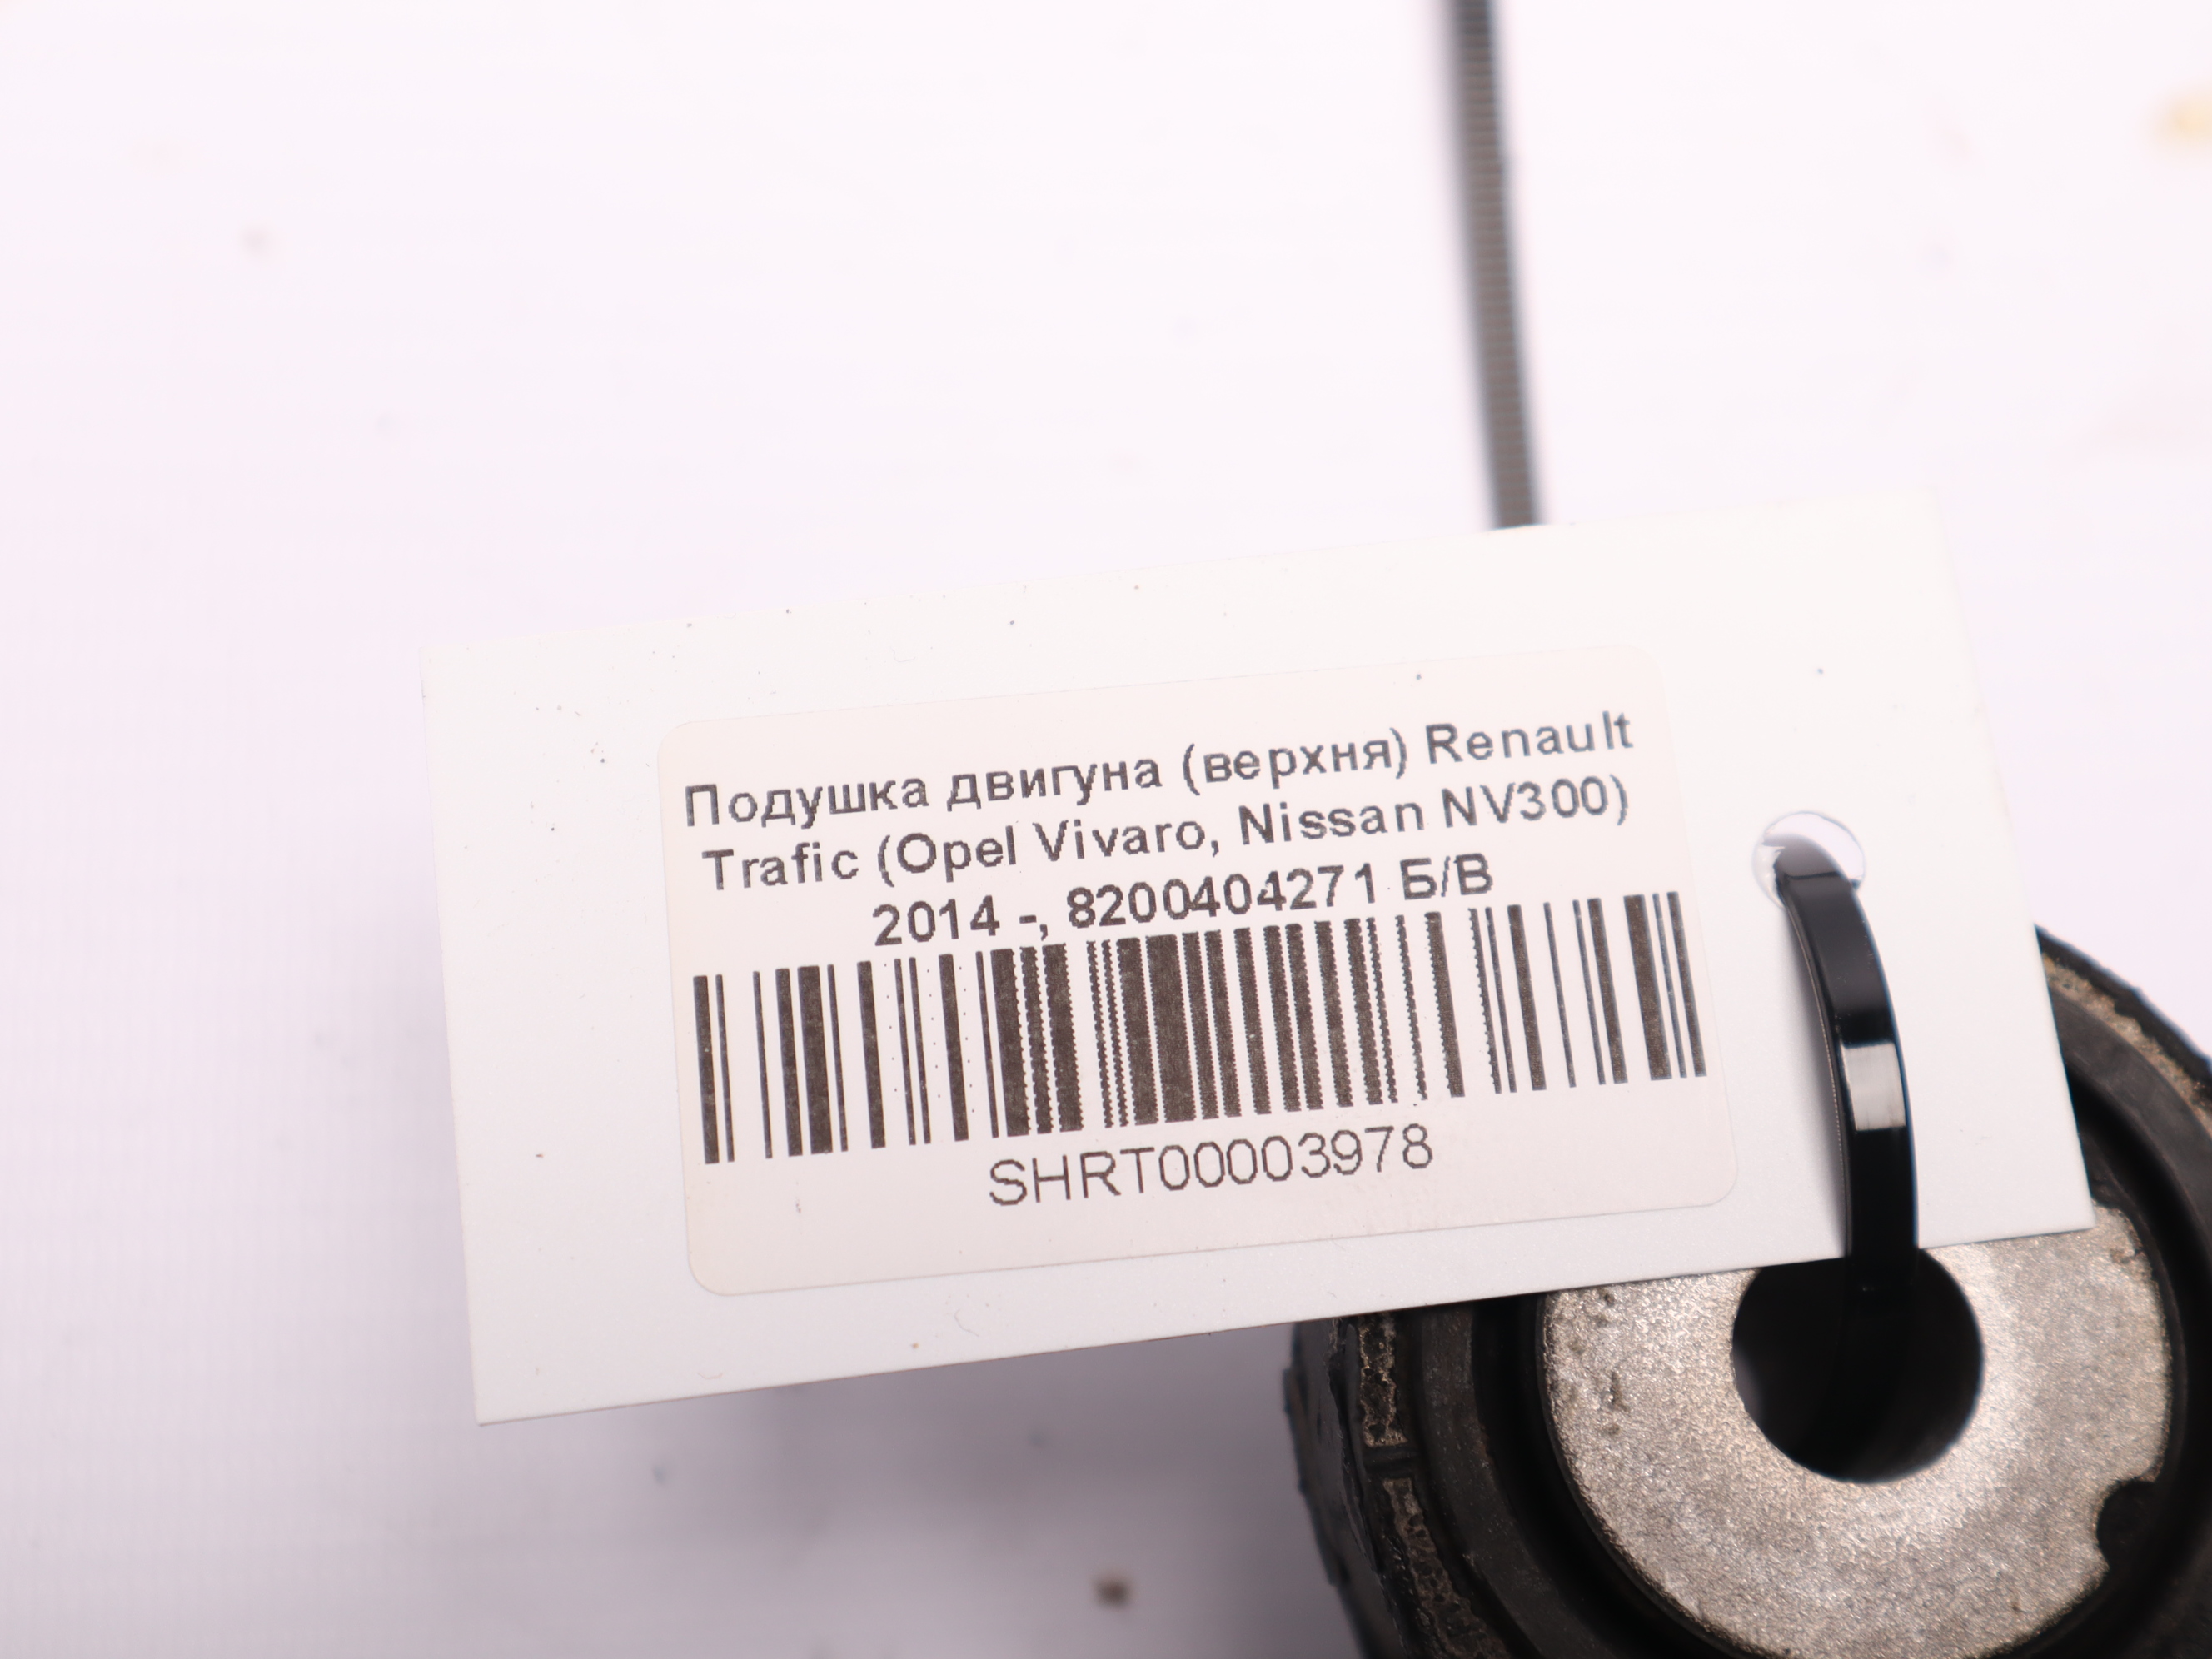 Подушка двигуна (верхня) Renault
Trafic (Opel Vivaro, Nissan NV300)
2014 -, 8200404271 Б/В
SHRT00003978